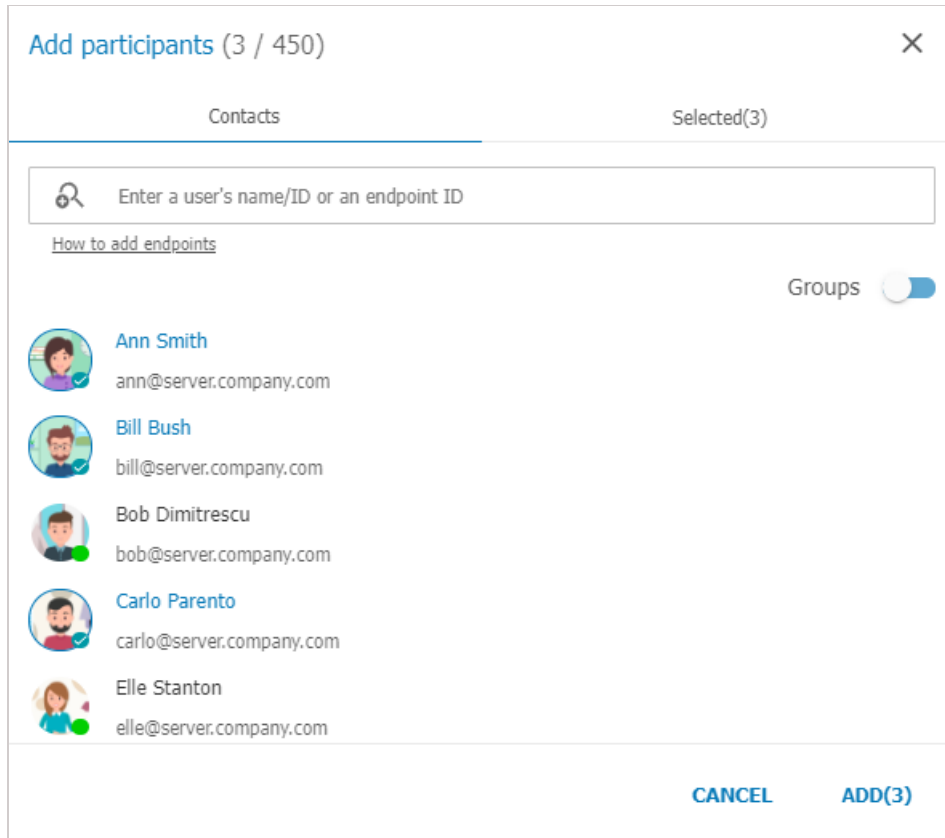 Add participants (3 / 450)
Contacts
Selected(3)
Enter a user's name/ID or an endpoint ID
How to add endpoints
Groups
Ann Smith
ann@server.company.com
Bill Bush
bill@server.company.com
Bob Dimitrescu
bob@server.company.com
Carlo Parento
carlo@server.company.com
Elle Stanton
elle@server.company.com
CANCEL
ADD(3)